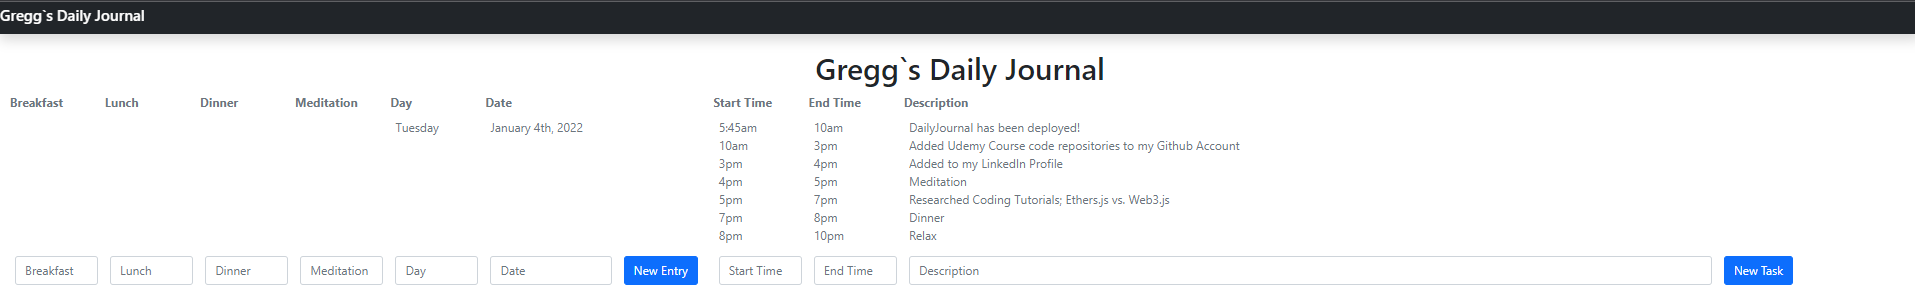 Gregg`s Daily Journal
Gregg`s Daily Journal
Breakfast Lunch Dinner Meditation Day Date Start Time End Time Description
Tuesday January 4th, 2022 5:45am 10am DailyJournal has been deployed!
10am 3pm Added Udemy Course code repositories to my Github Account
3pm 4pm Added to my LinkedIn Profile
4pm 5pm Meditation
5pm 7pm Researched Coding Tutorials; Ethers.js vs. Web3.js
7pm 8pm Dinner
8pm 10pm Relax
Breakfast Lunch Dinner Meditation Day Date New Entry Start Time End Time Description New Task